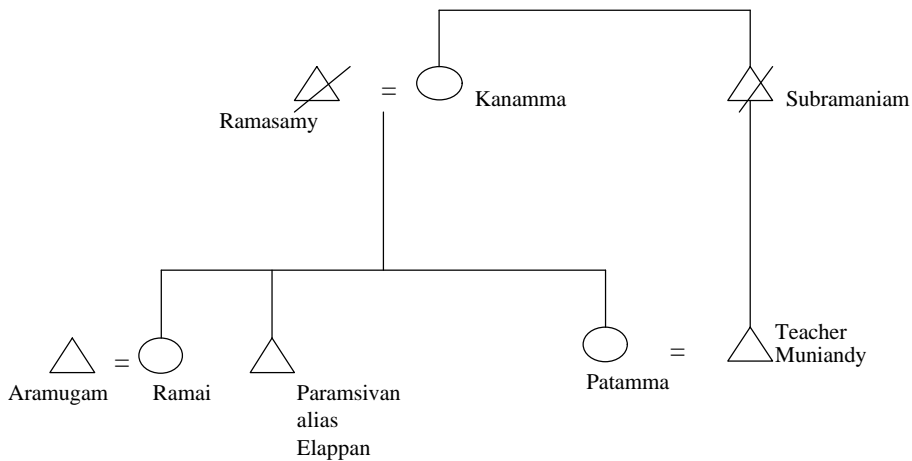 =
Kanamma
Subramaniam
Ramasamy
Teacher
Muniandy
=
=
Aramugam
Ramai
Paramsivan
alias
Elappan
Patamma